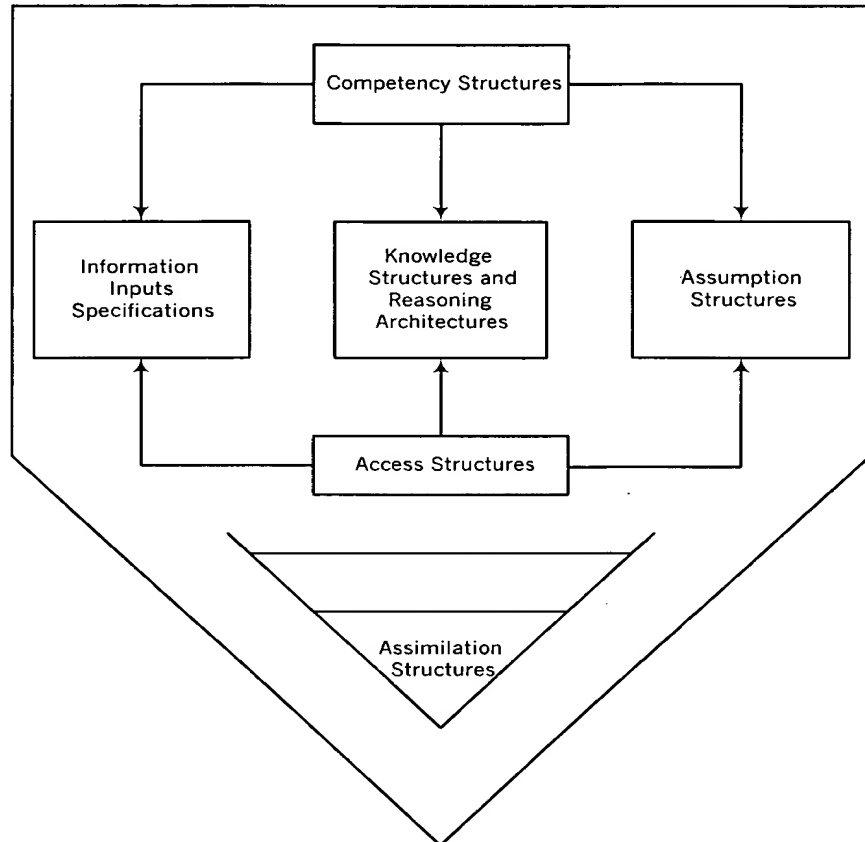 Competency Structures
Information
Inputs
Specifications
Knowledge
Structures and
Reasoning
Architectures
Assumption
Structures
Access Structures
Assimilation
Structures